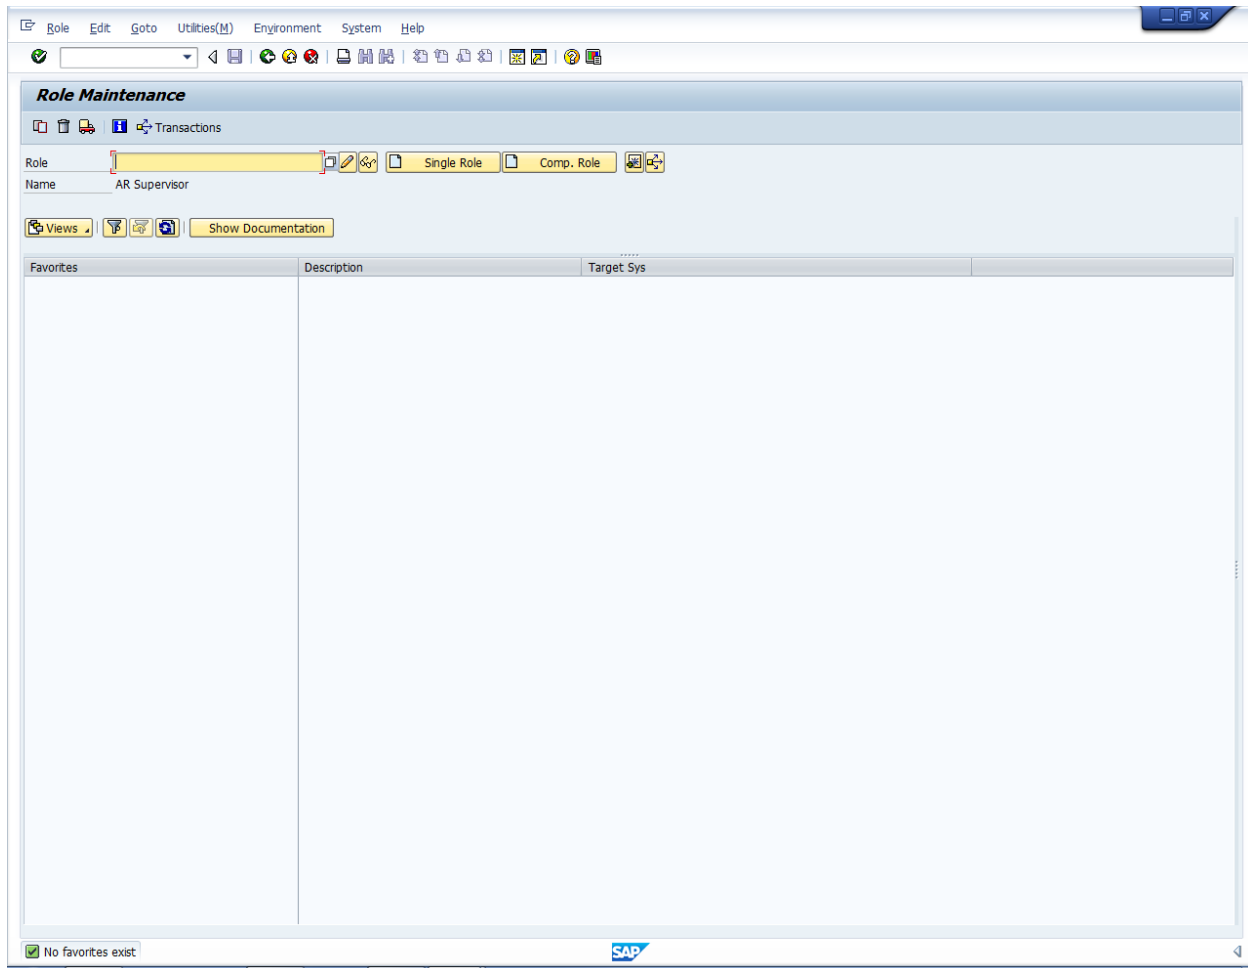 Role Edit Goto Utilities(M) Environment System Help
Role Maintenance
Transactions
Role Single Role Comp. Role
Name AR Supervisor
Views Show Documentation
Favorites Description Target Sys
No favorites exist SAP